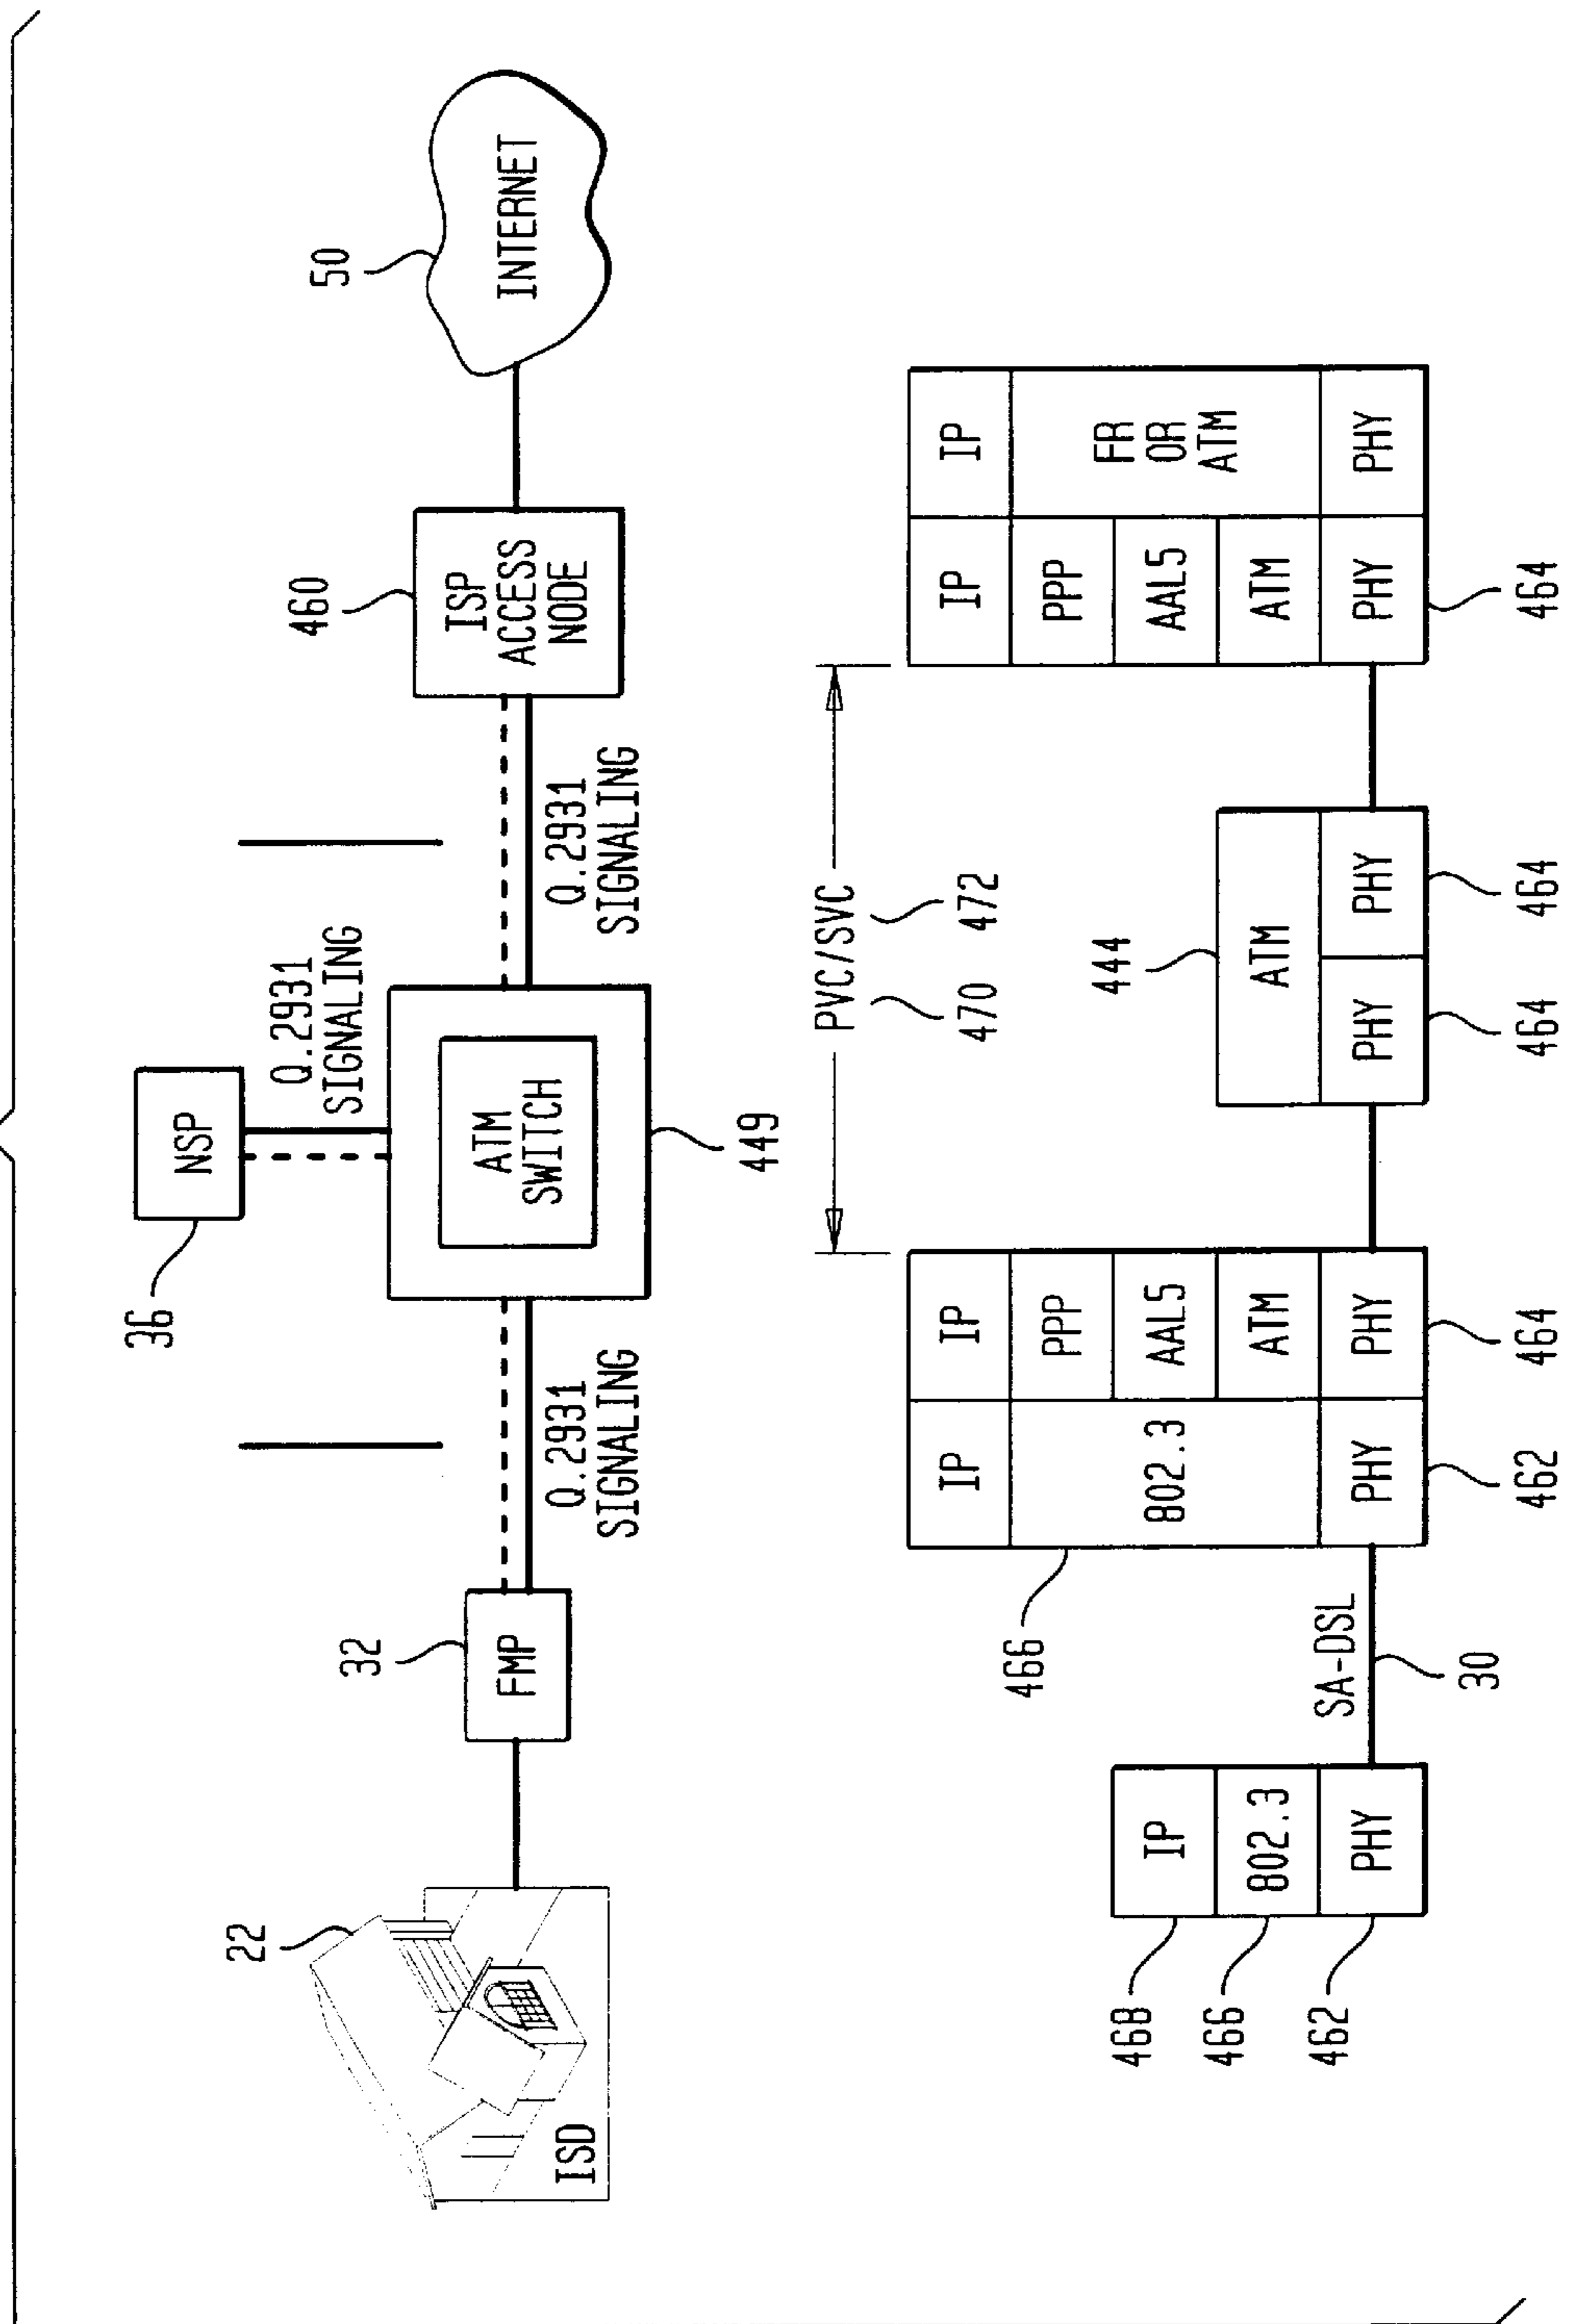 22
ISD
32
FMP
Q.2931
SIGNALING
36
NSP
Q.2931
SIGNALING
ATM
SWITCH
449
Q.2931
SIGNALING
460
ISP
ACCESS
NODE
50
INTERNET
468
466
462
IP
802.3
PHY
SA-DSL
30
466
IP
802.3
PHY
462
IP
PPP
AAL5
ATM
PHY
464
PVC/SVC
470
472
444
ATM
PHY
PHY
464
464
IP
PPP
AAL5
ATM
PHY
464
IP
FR
OR
ATM
PHY